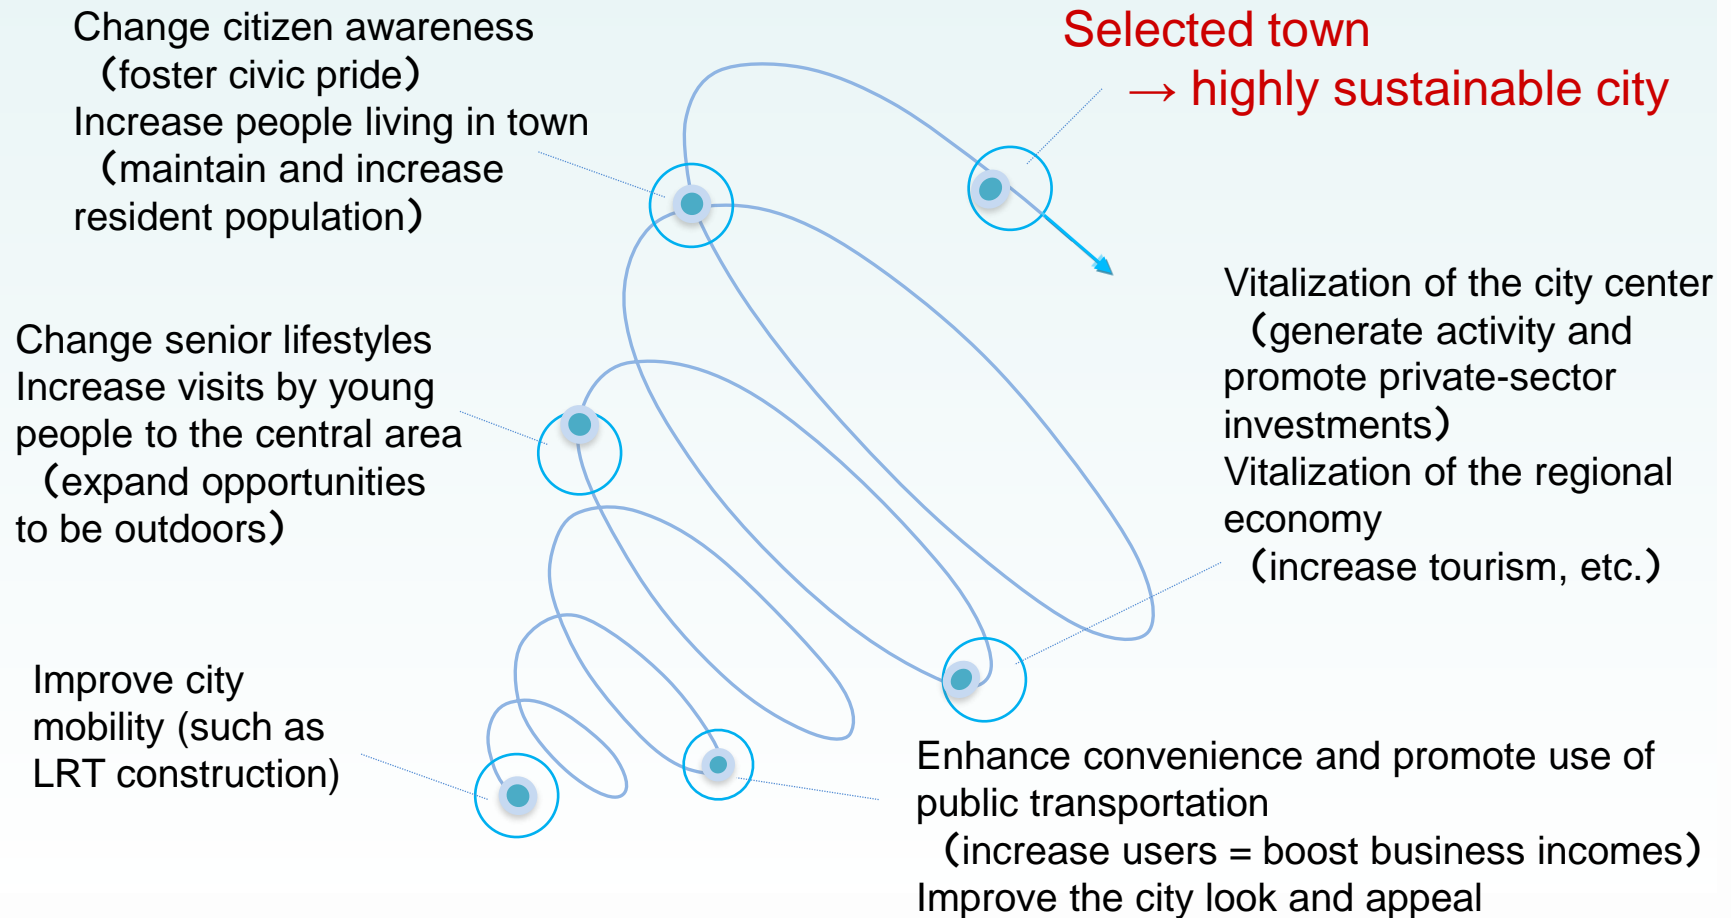 Change citizen awareness
（foster civic pride）
Increase people living in town
（maintain and increase
resident population）
Selected town
→ highly sustainable city
Change senior lifestyles
Increase visits by young
people to the central area
（expand opportunities
to be outdoors）
Vitalization of the city center
（generate activity and
promote private-sector
investments）
Vitalization of the regional
economy
（increase tourism, etc.）
Improve city
mobility (such as
LRT construction)
Enhance convenience and promote use of
public transportation
（increase users = boost business incomes）
Improve the city look and appeal